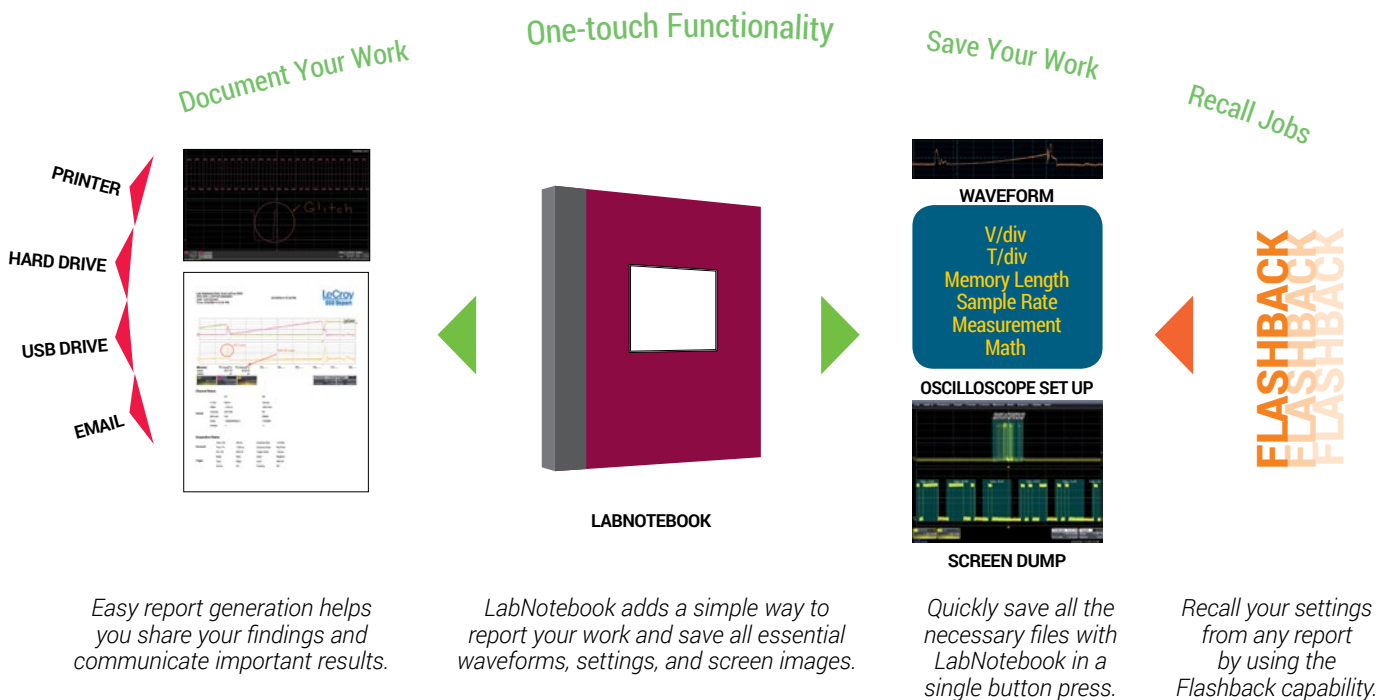 Document Your Work
One-touch Functionality
Save Your Work
Recall Jobs
PRINTER
HARD DRIVE
USB DRIVE
EMAIL
Glitch
LeCroy
LABNOTEBOOK
WAVEFORM
V/div
T/div
Memory Length
Sample Rate
Measurement
Math
OSCILLOSCOPE SET UP
SCREEN DUMP
FLASHBACK
FLASHBACK
FLASHBACK
Easy report generation helps
you share your findings and
communicate important results.
LabNotebook adds a simple way to
report your work and save all essential
waveforms, settings, and screen images.
Quickly save all the
necessary files with
LabNotebook in a
single button press.
Recall your settings
from any report
by using the
Flashback capability.